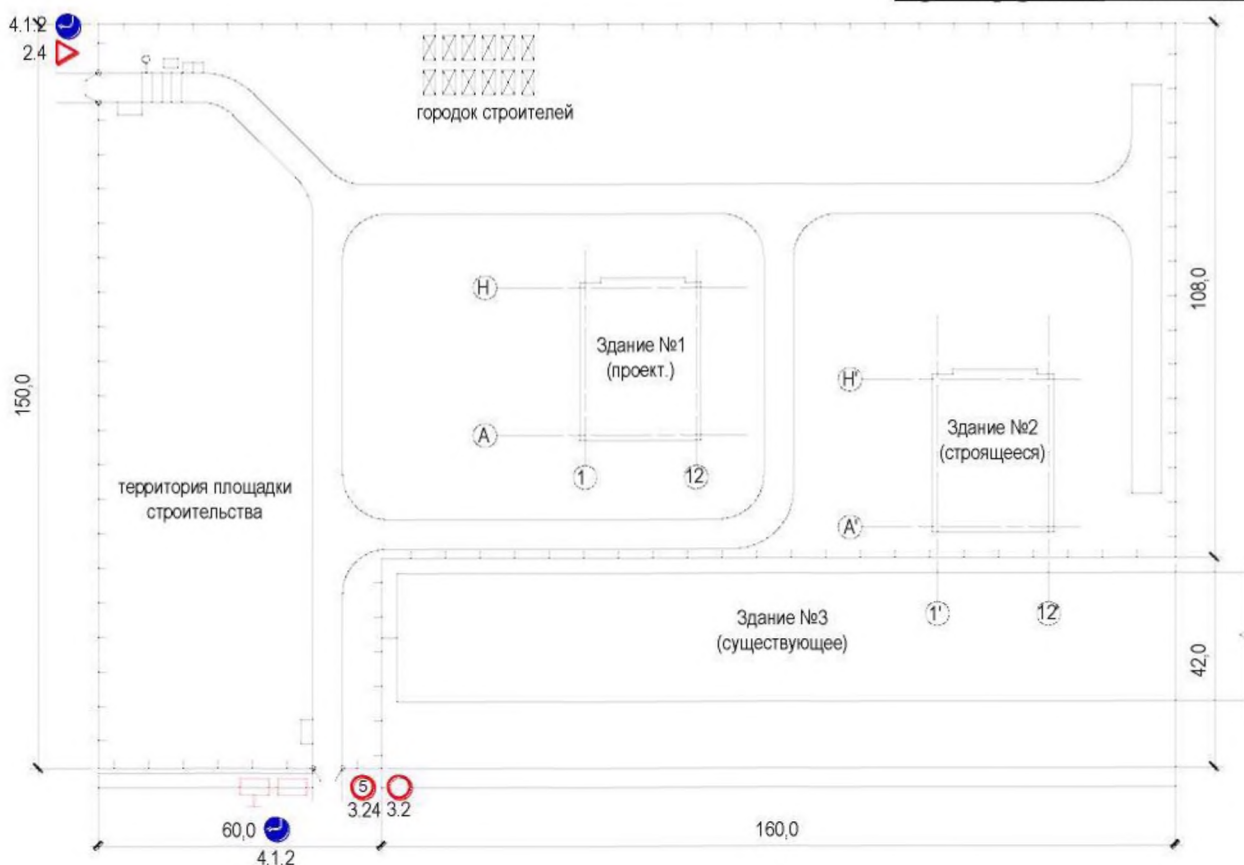 4.1.2
2.4
городок строителей
108,0
Н
Здание №1
(проект.)
150,0
Н'
А
Здание №2
(строящееся)
1
12
территория площадки
строительства
А'
Здание №3
(существующее)
1'
12'
42,0
5
3.24
3.2
60,0
160,0
4.1.2